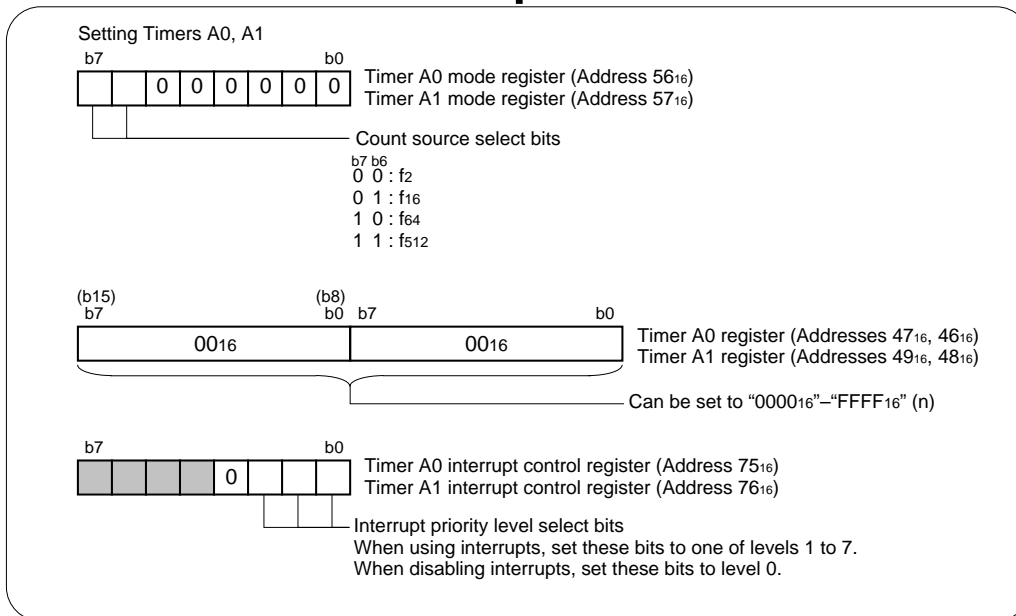 Setting Timers A0, A1
b7 b0
0 0 0 0 0 0
Timer A0 mode register (Address 5616)
Timer A1 mode register (Address 5716)
Count source select bits
b7 b6
0 0 : f2
0 1 : f16
1 0 : f64
1 1 : f512
(b15) (b8)
b7 b0 b7 b0
0016 0016
Timer A0 register (Addresses 4716, 4616)
Timer A1 register (Addresses 4916, 4816)
Can be set to “000016”–“FFFF16” (n)
b7 b0
0
Timer A0 interrupt control register (Address 7516)
Timer A1 interrupt control register (Address 7616)
Interrupt priority level select bits
When using interrupts, set these bits to one of levels 1 to 7.
When disabling interrupts, set these bits to level 0.